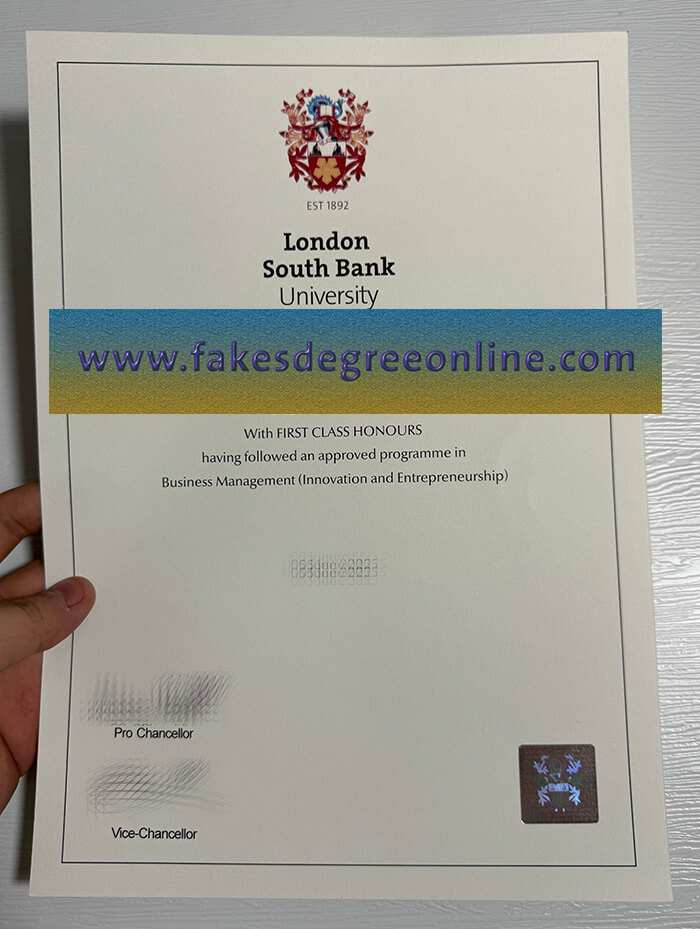 EST 1892
London
South Bank
University
www.fakesdegreeonline.com
With FIRST CLASS HONOURS
having followed an approved programme in
Business Management (Innovation and Entrepreneurship)
Pro Chancellor
Vice-Chancellor